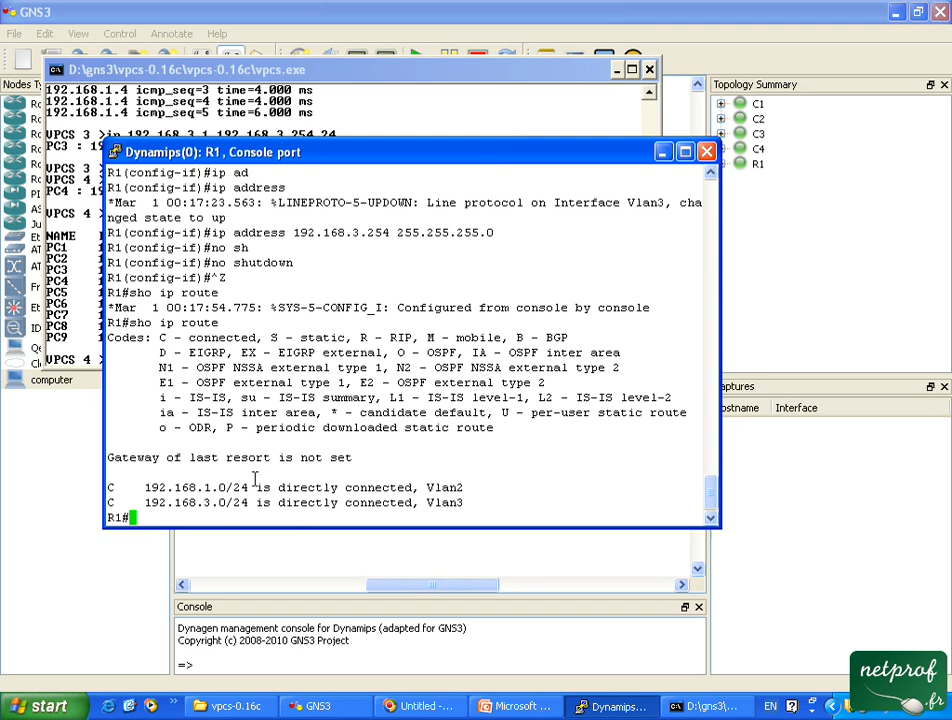 GNS3
File Edit View Control Annotate Help
D:\gns3\vpcs-0.16c\vpcs-0.16c\vpcs.exe
Nodes Ty
Topology Summary
192.168.1.4 icmp_seq=3 time=4.000 ms
192.168.1.4 icmp_seq=4 time=4.000 ms
192.168.1.4 icmp_seq=5 time=6.000 ms
VPCS 3 >ip 192.168.3.1 192.168.3.254 24
PC3 : 19
VPCS 3 >
PC4 : 19
VPCS 4 >
VPCS 4 >
NAME
PC1
PC2
PC3
PC4
PC5
PC6
PC7
PC8
PC9
VPCS 4 >
C1
C2
C3
C4
R1
Dynamips(0): R1, Console port
R1(config-if)#ip ad
R1(config-if)#ip address
*Mar  1 00:17:23.563: %LINEPROTO-5-UPDOWN: Line protocol on Interface Vlan3, cha
nged state to up
R1(config-if)#ip address 192.168.3.254 255.255.255.0
R1(config-if)#no sh
R1(config-if)#no shutdown
R1(config-if)#^Z
R1#sho ip route
*Mar  1 00:17:54.775: %SYS-5-CONFIG_I: Configured from console by console
R1#sho ip route
Codes: C - connected, S - static, R - RIP, M - mobile, B - BGP
D - EIGRP, EX - EIGRP external, O - OSPF, IA - OSPF inter area
N1 - OSPF NSSA external type 1, N2 - OSPF NSSA external type 2
E1 - OSPF external type 1, E2 - OSPF external type 2
i - IS-IS, su - IS-IS summary, L1 - IS-IS level-1, L2 - IS-IS level-2
ia - IS-IS inter area, * - candidate default, U - per-user static route
o - ODR, P - periodic downloaded static route
Gateway of last resort is not set
C    192.168.1.0/24 is directly connected, Vlan2
C    192.168.3.0/24 is directly connected, Vlan3
R1#
computer
aptures
ostname Interface
Console
Dynagen management console for Dynamips (adapted for GNS3)
Copyright (c) 2008-2010 GNS3 Project
=>
netprof
.fr
start
vpcs-0.16c
GNS3
Untitled -...
Microsoft ...
Dynamips...
D:\gns3\...
EN